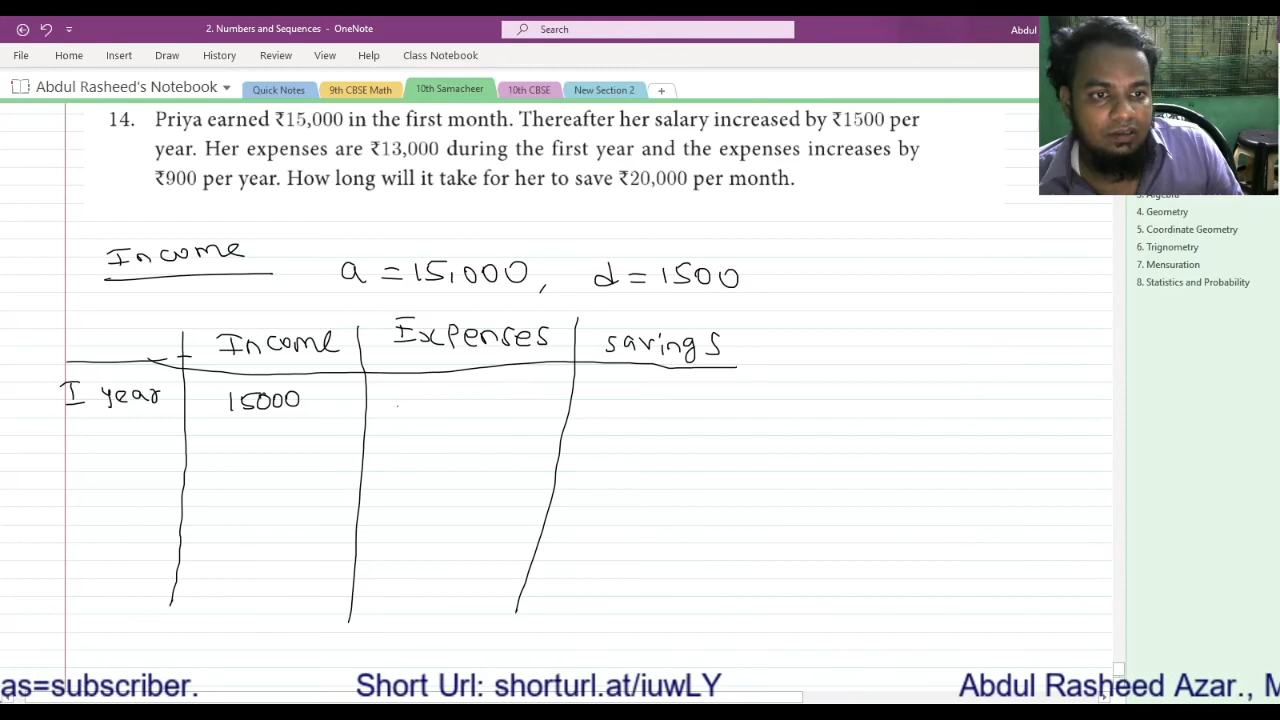 2. Numbers and Sequences - OneNote
Search
Abdul
File Home Insert Draw History Review View Help Class Notebook
Abdul Rasheed's Notebook
Quick Notes
9th CBSE Math
10th Samacheer
10th CBSE
New Section 2
14. Priya earned ₹15,000 in the first month. Thereafter her salary increased by ₹1500 per
year. Her expenses are ₹13,000 during the first year and the expenses increases by
₹900 per year. How long will it take for her to save ₹20,000 per month.
3. Algebra
4. Geometry
5. Coordinate Geometry
6. Trignometry
7. Mensuration
8. Statistics and Probability
Income
a = 15,000, d = 1500
Income Expenses savings
I year 15000
as=subscriber. Short Url: shorturl.at/iuwLY Abdul Rasheed Azar., M